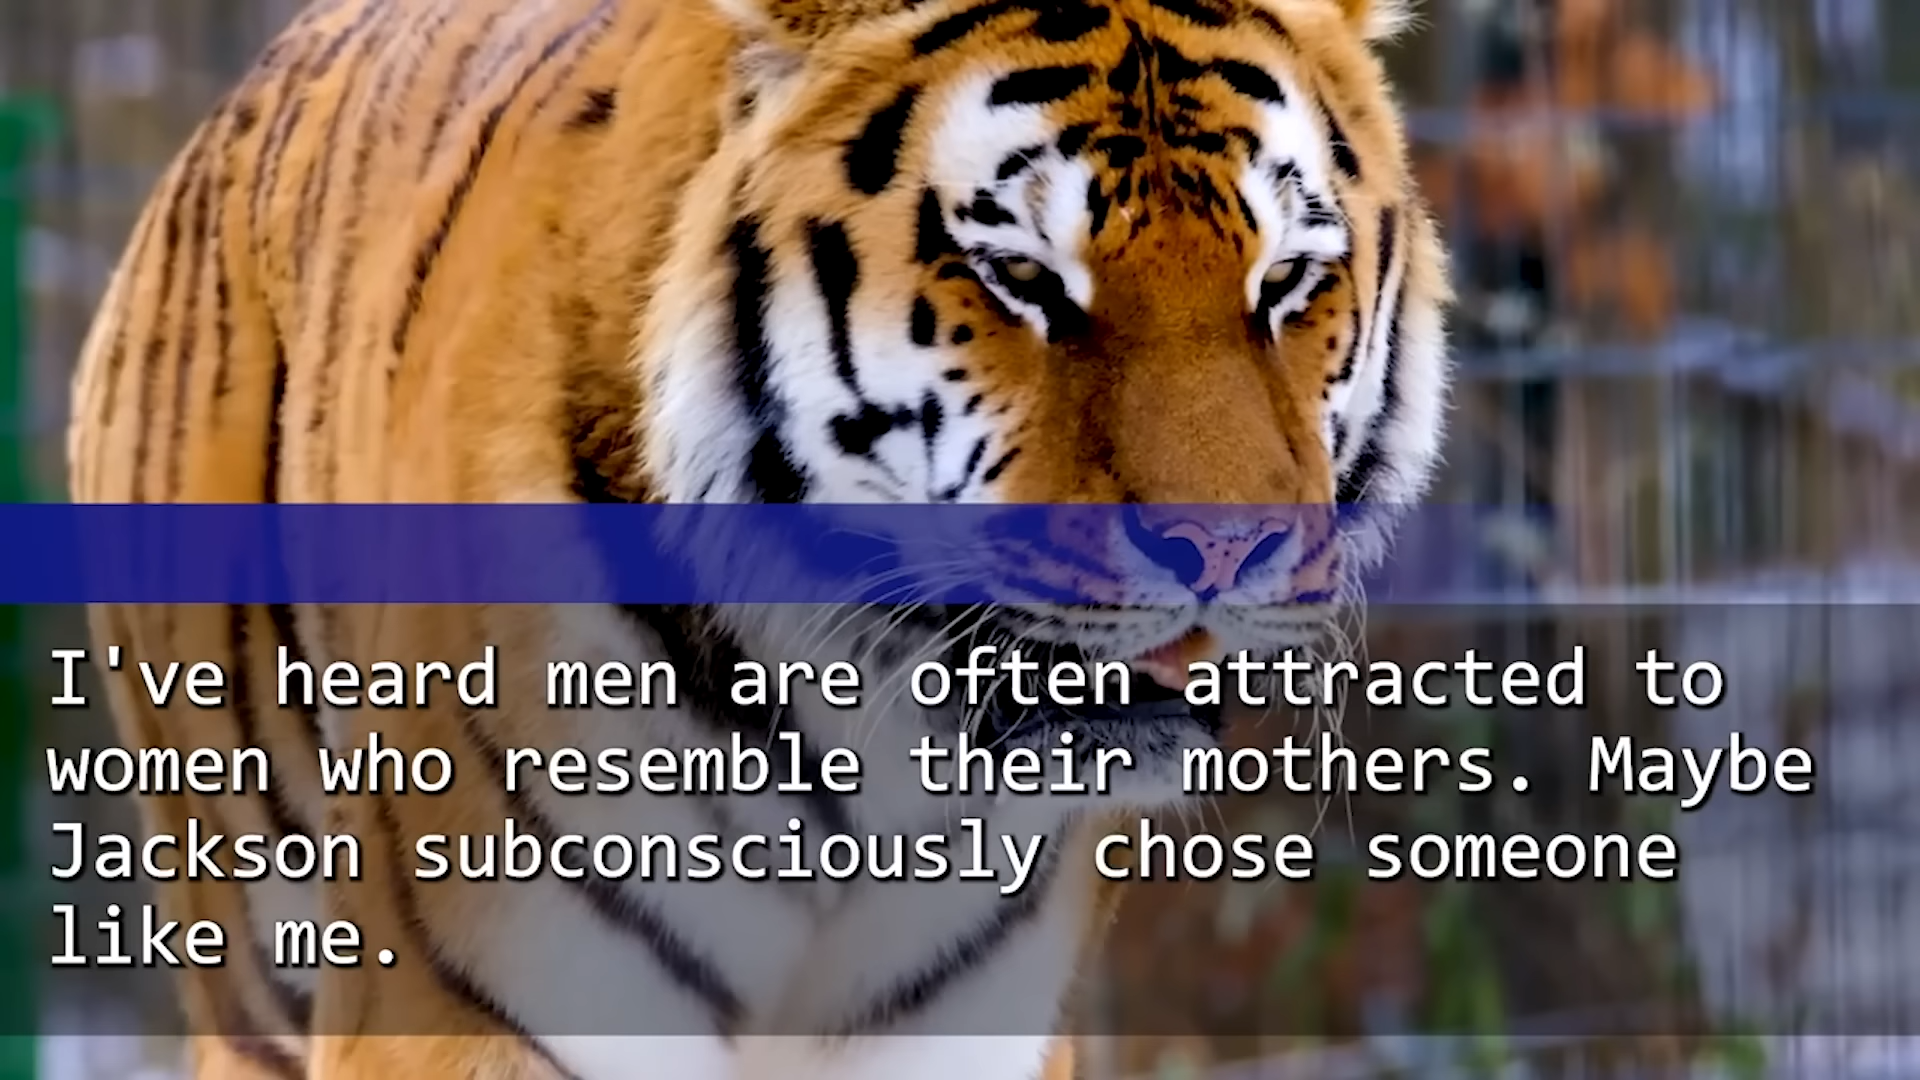 I've heard men are often attracted to
women who resemble their mothers. Maybe
Jackson subconsciously chose someone
like me.